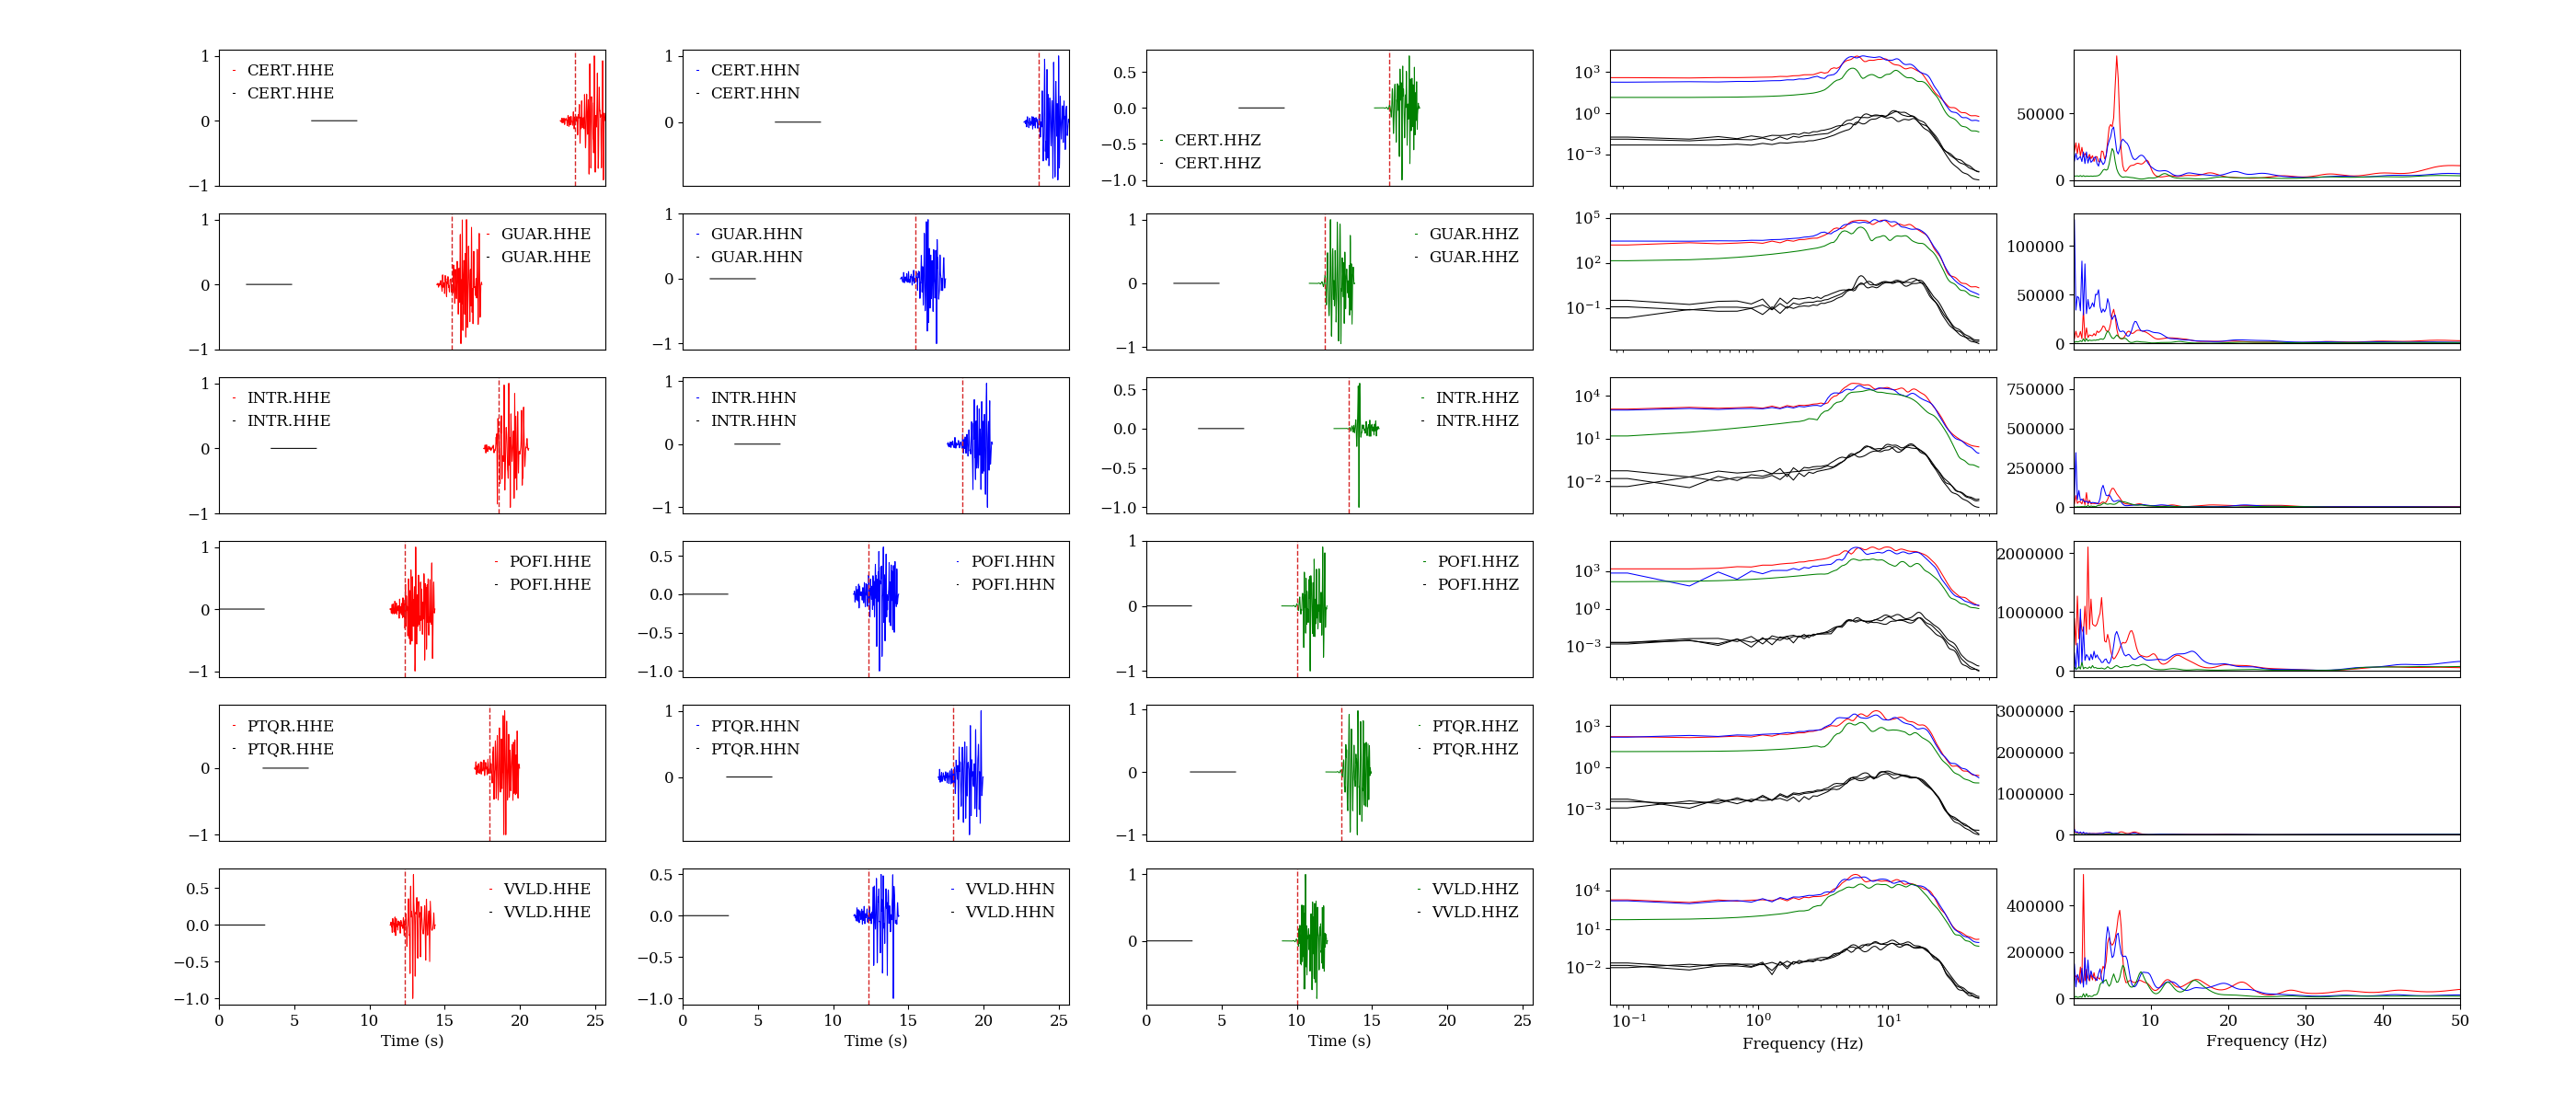 1
0
−1
CERT.HHE
CERT.HHE
1
0
CERT.HHN
CERT.HHN
0.5
0.0
−0.5
−1.0
CERT.HHZ
CERT.HHZ
10³
10⁰
10⁻³
50000
0
1
0
−1
GUAR.HHE
GUAR.HHE
1
0
−1
GUAR.HHN
GUAR.HHN
1
0
−1
GUAR.HHZ
GUAR.HHZ
10⁵
10²
10⁻¹
100000
50000
0
1
0
−1
INTR.HHE
INTR.HHE
1
0
−1
INTR.HHN
INTR.HHN
0.5
0.0
−0.5
−1.0
INTR.HHZ
INTR.HHZ
10⁴
10¹
10⁻²
750000
500000
250000
0
1
0
−1
POFI.HHE
POFI.HHE
0.5
0.0
−0.5
−1.0
POFI.HHN
POFI.HHN
1
0
−1
POFI.HHZ
POFI.HHZ
10³
10⁰
10⁻³
2000000
1000000
0
0
−1
PTQR.HHE
PTQR.HHE
1
0
PTQR.HHN
PTQR.HHN
1
0
−1
PTQR.HHZ
PTQR.HHZ
10³
10⁰
10⁻³
3000000
2000000
1000000
0
0.5
0.0
−0.5
−1.0
VVLD.HHE
VVLD.HHE
0 5 10 15 20 25
Time (s)
0.5
0.0
−0.5
−1.0
VVLD.HHN
VVLD.HHN
0 5 10 15 20 25
Time (s)
1
0
VVLD.HHZ
VVLD.HHZ
0 5 10 15 20 25
Time (s)
10⁴
10¹
10⁻²
10⁻¹ 10⁰ 10¹
Frequency (Hz)
400000
200000
0
10 20 30 40 50
Frequency (Hz)